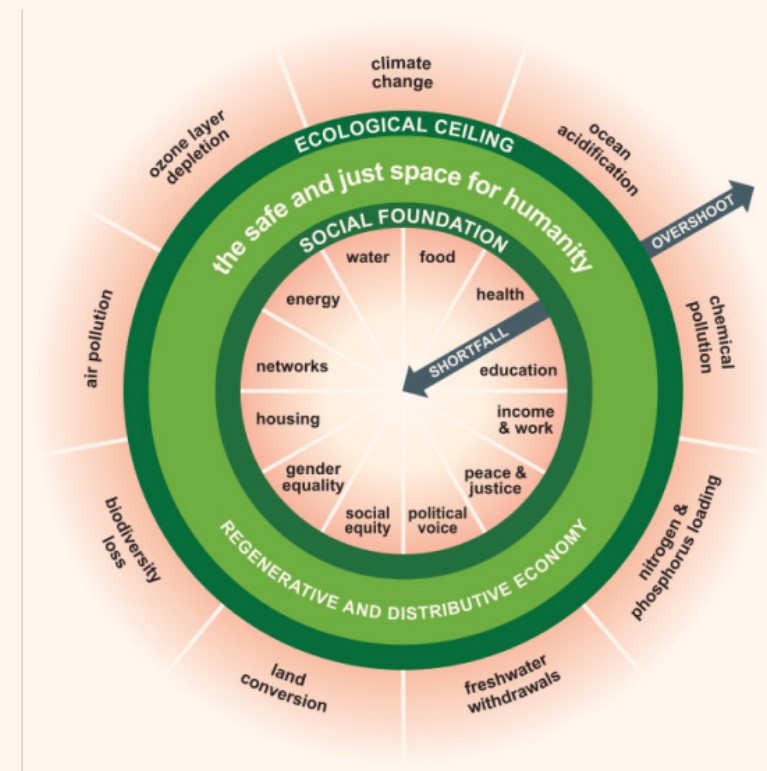 climate
change
ocean
acidification
chemical
pollution
nitrogen &
phosphorus loading
freshwater
withdrawals
land
conversion
biodiversity
loss
air pollution
ozone layer
depletion
OVERSHOOT
ECOLOGICAL CEILING
the safe and just space for humanity
SOCIAL FOUNDATION
water
food
health
SHORTFALL
education
income
& work
peace &
justice
political
voice
social
equity
gender
equality
housing
networks
energy
REGENERATIVE AND DISTRIBUTIVE ECONOMY